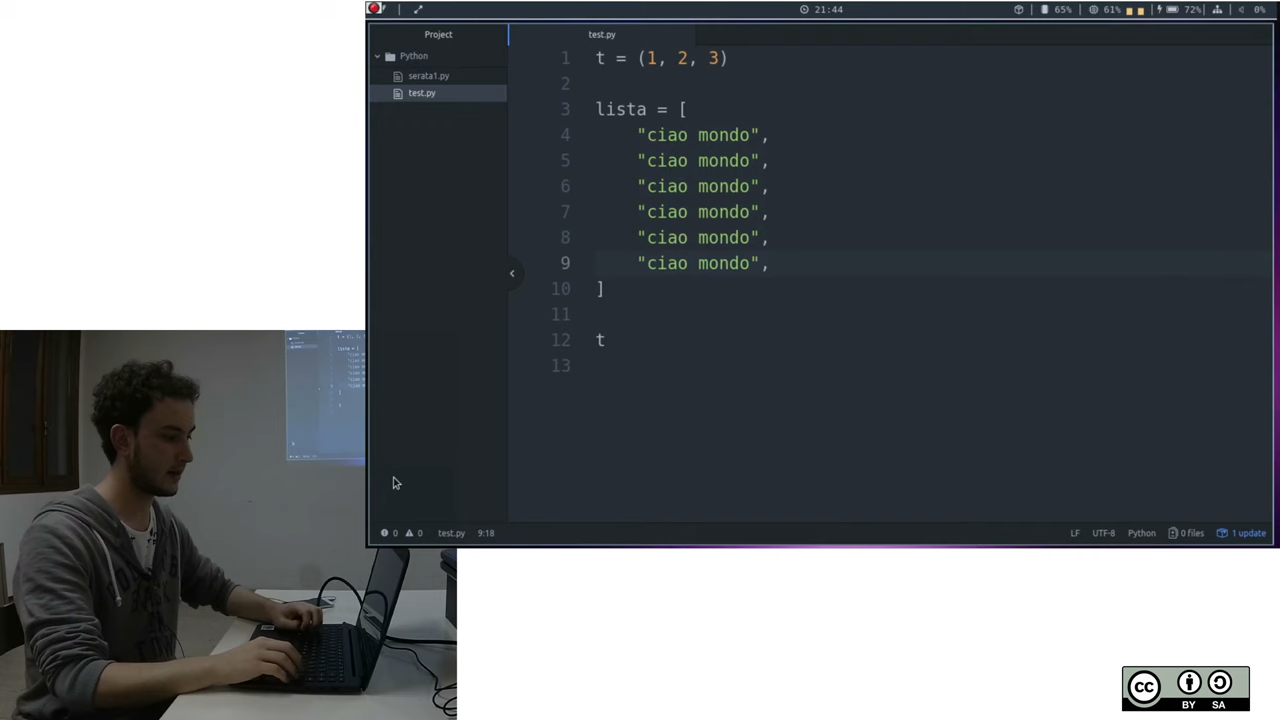 21:44
65%
61%
72%
0%
Project
test.py
Python
serata1.py
test.py
1 t = (1, 2, 3)
2
3 lista = [
4 "ciao mondo",
5 "ciao mondo",
6 "ciao mondo",
7 "ciao mondo",
8 "ciao mondo",
9 "ciao mondo",
10 ]
11
12 t
13
0 0 test.py 9:18
LF UTF-8 Python 0 files 1 update
cc
BY SA